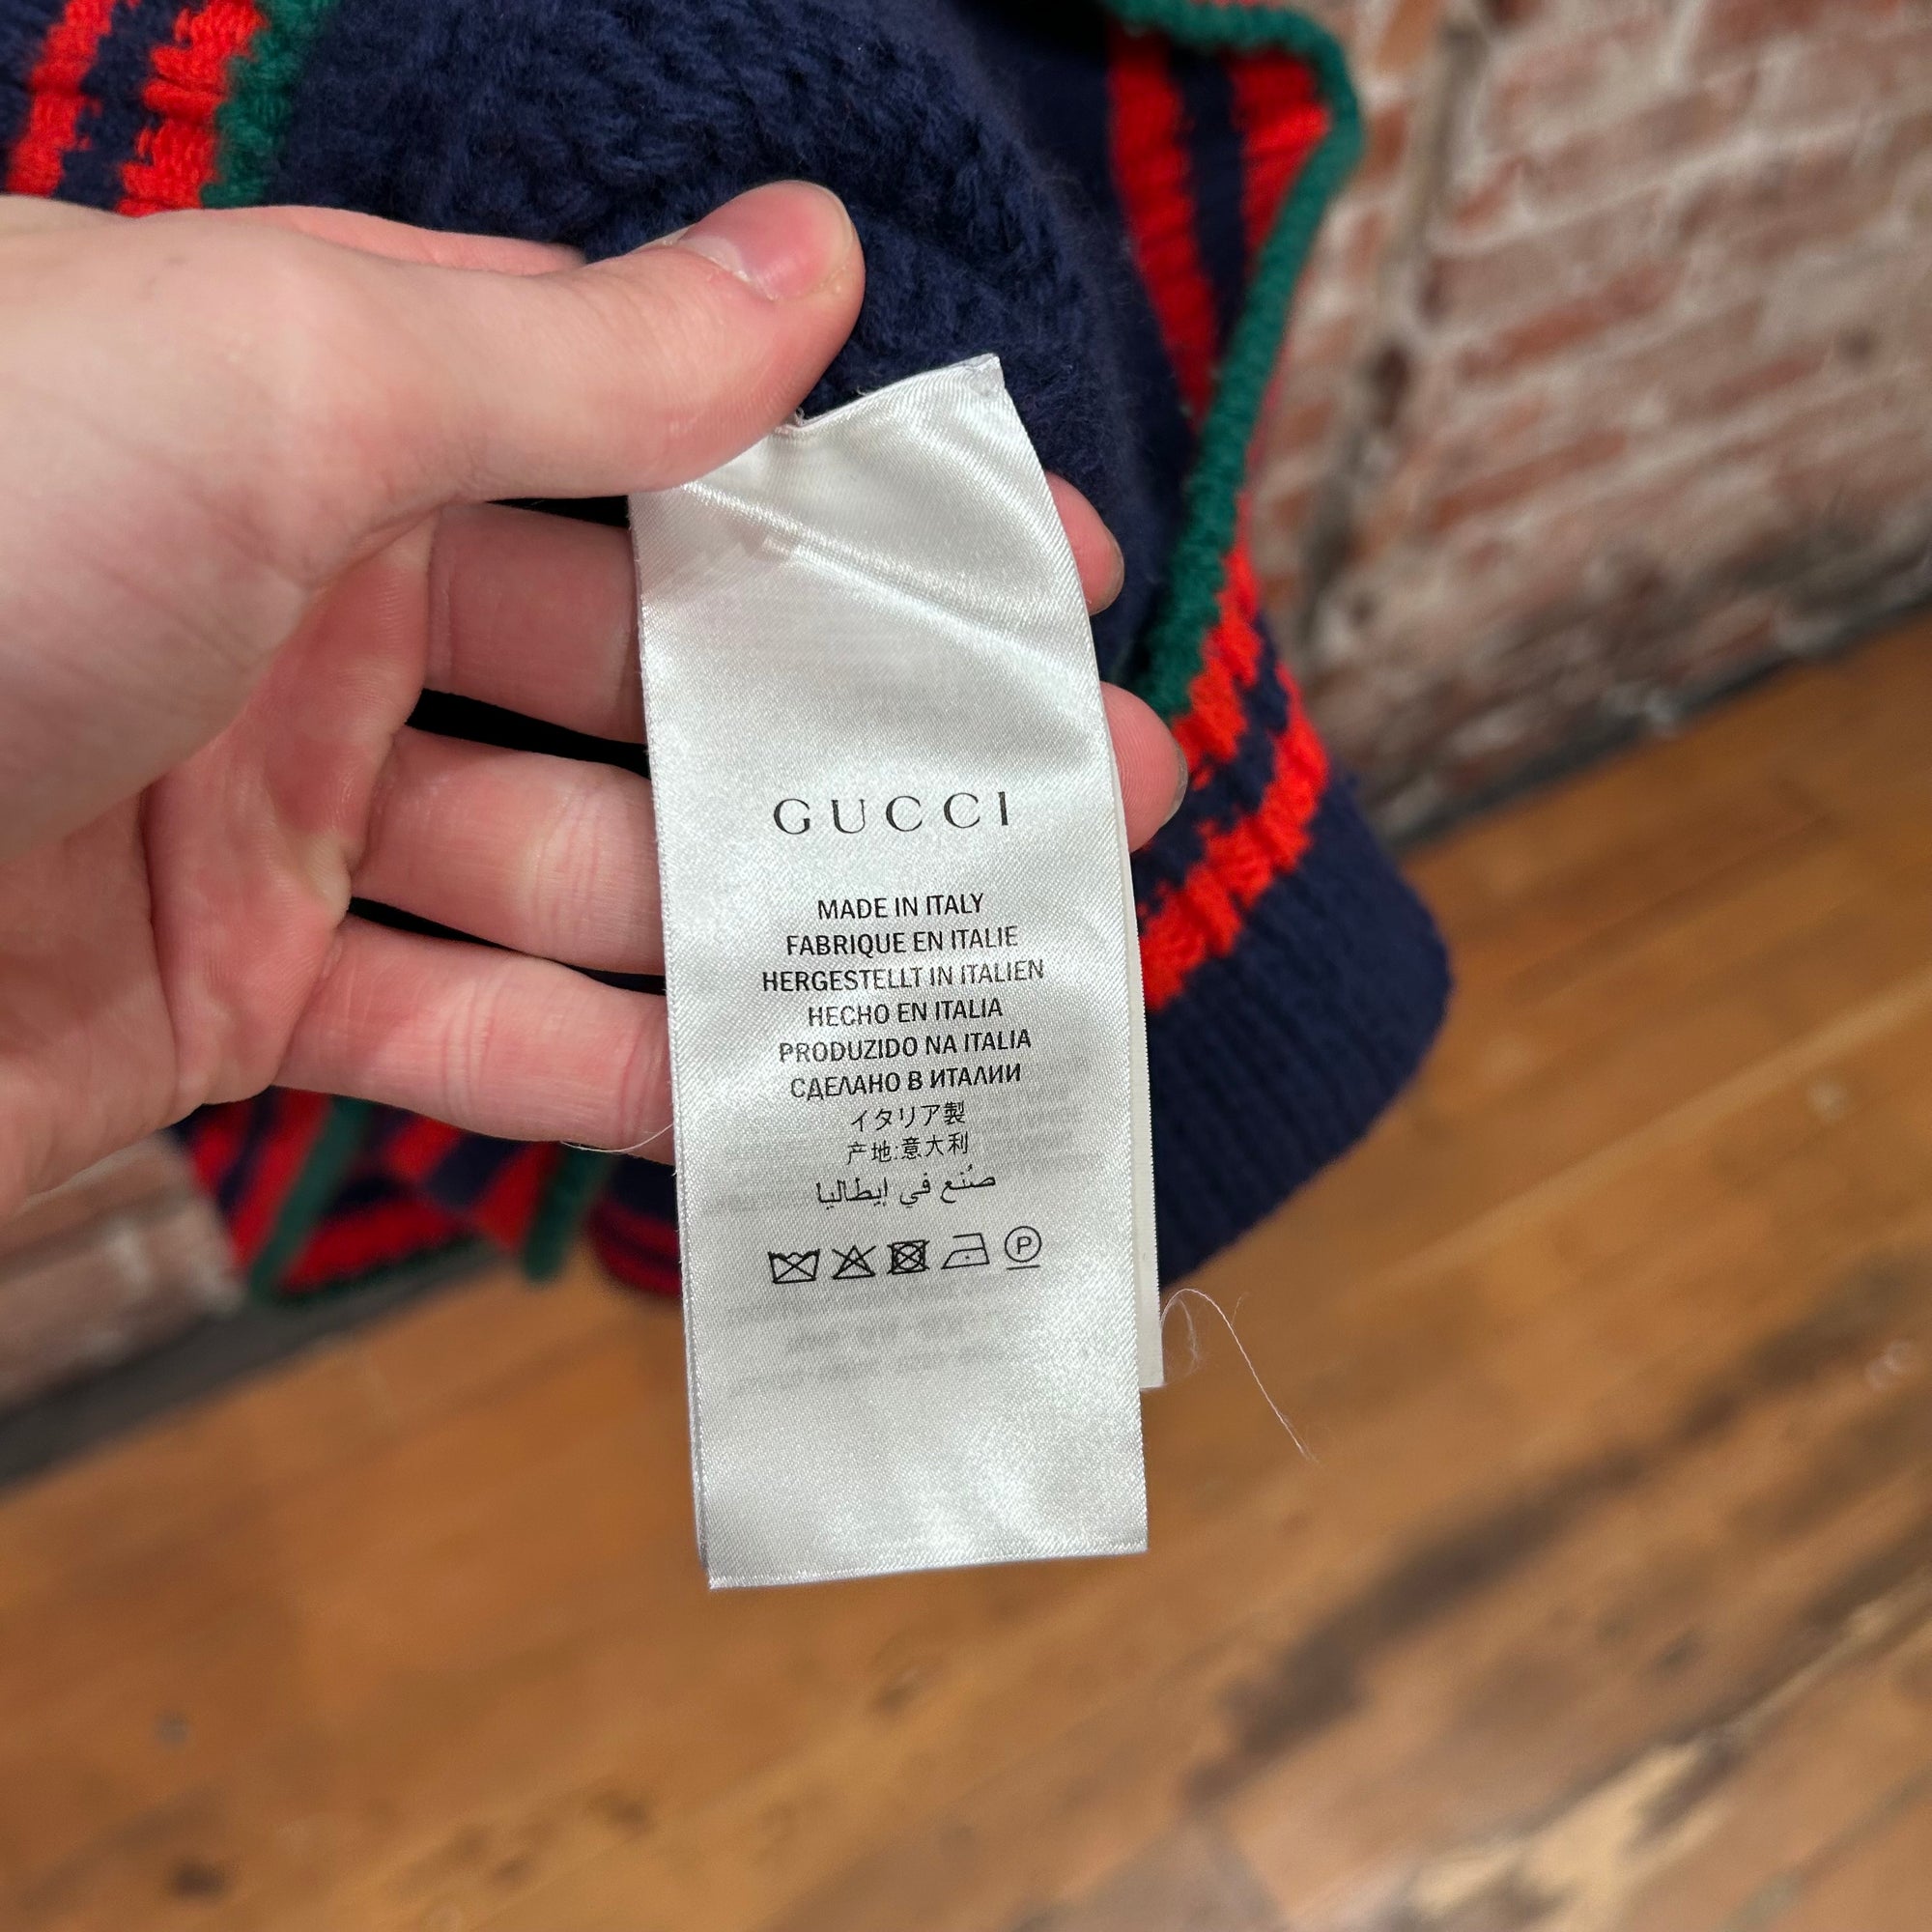 GUCCI
MADE IN ITALY
FABRIQUE EN ITALIE
HERGESTELLT IN ITALIEN
HECHO EN ITALIA
PRODUZIDO NA ITALIA
СДЕЛАНО В ИТАЛИИ
イタリア製
产地:意大利
صُنع في إيطاليا
P